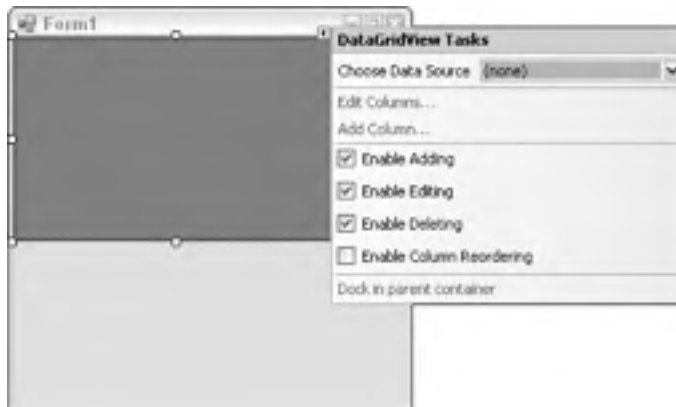 Form1
DataGridView Tasks
Choose Data Source (none)
Edit Columns...
Add Column...
Enable Adding
Enable Editing
Enable Deleting
Enable Column Reordering
Dock in parent container